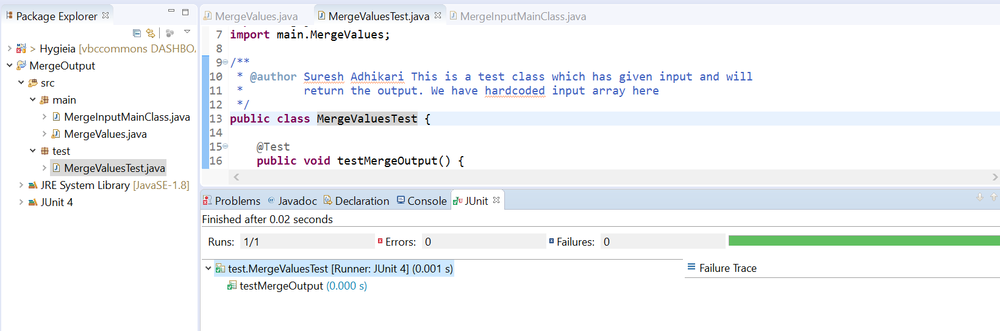 Package Explorer
> Hygieia [vbccommons DASHBO
MergeOutput
src
main
MergeInputMainClass.java
MergeValues.java
test
MergeValuesTest.java
JRE System Library [JavaSE-1.8]
JUnit 4
MergeValues.java MergeValuesTest.java MergeInputMainClass.java
7 import main.MergeValues;
8
9 /**
10 * @author Suresh Adhikari This is a test class which has given input and will
11 * return the output. We have hardcoded input array here
12 */
13 public class MergeValuesTest {
14
15 @Test
16 public void testMergeOutput() {
Problems @ Javadoc Declaration Console JUnit
Finished after 0.02 seconds
Runs: 1/1 Errors: 0 Failures: 0
test.MergeValuesTest [Runner: JUnit 4] (0.001 s)
testMergeOutput (0.000 s)
Failure Trace